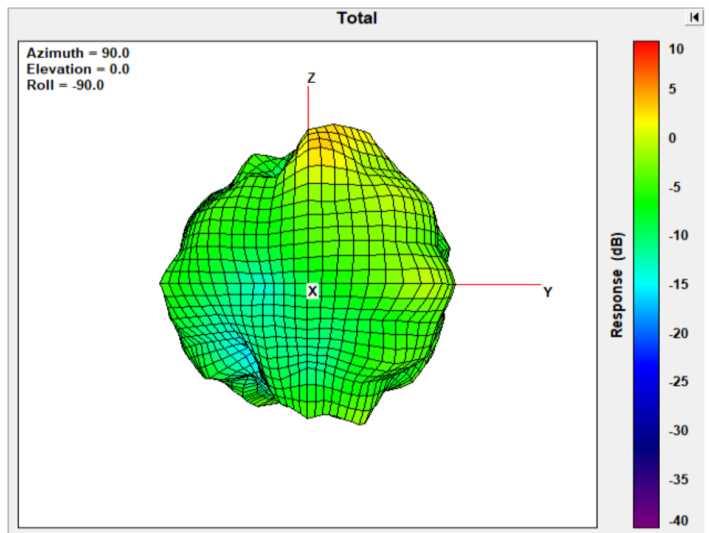 Total
Azimuth = 90.0
Elevation = 0.0
Roll = -90.0
Z
X
Y
10
5
0
-5
-10
-15
-20
-25
-30
-35
-40
Response (dB)